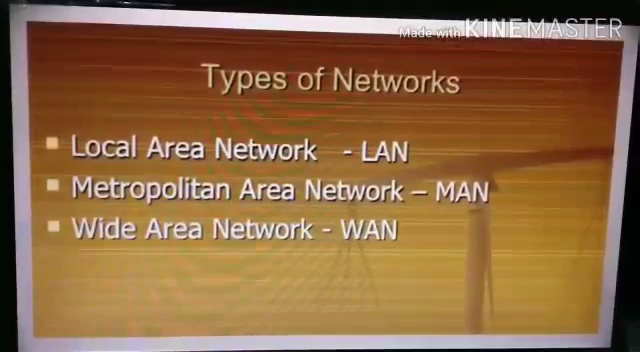 Made with KINEMASTER
Types of Networks
Local Area Network - LAN
Metropolitan Area Network – MAN
Wide Area Network - WAN